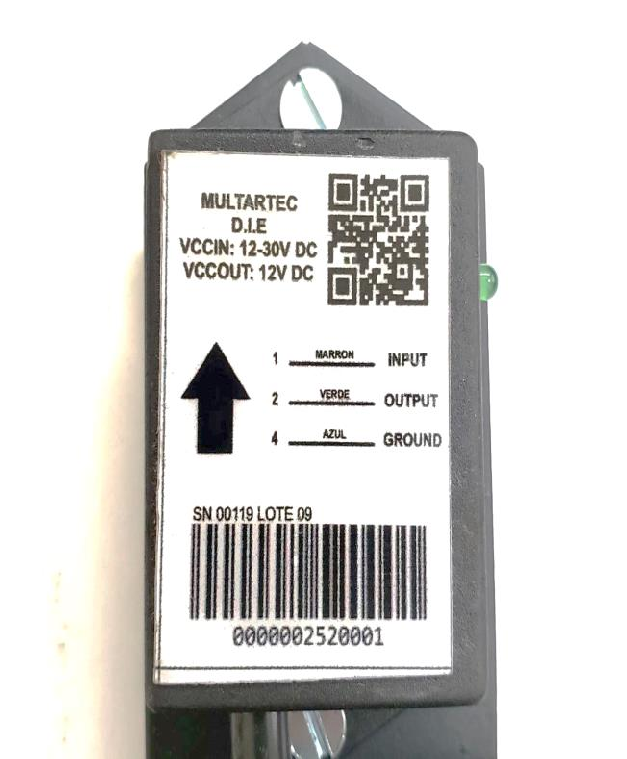 MULTARTEC
D.I.E
VCCIN: 12-30V DC
VCCOUT: 12V DC
1 MARRON INPUT
2 VERDE OUTPUT
4 AZUL GROUND
SN 00119 LOTE 09
0000002520001